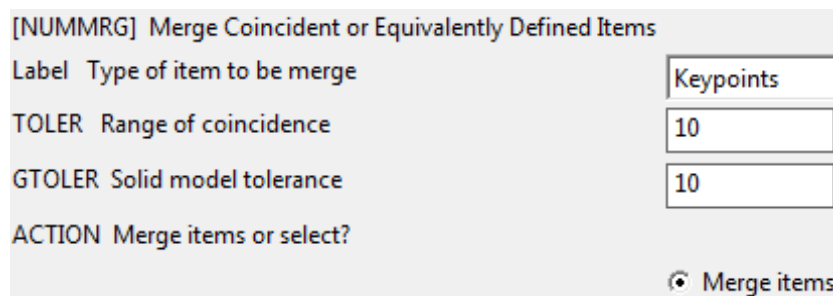 [NUMMRG] Merge Coincident or Equivalently Defined Items
Label Type of item to be merge Keypoints
TOLER Range of coincidence 10
GTOLER Solid model tolerance 10
ACTION Merge items or select?
Merge items